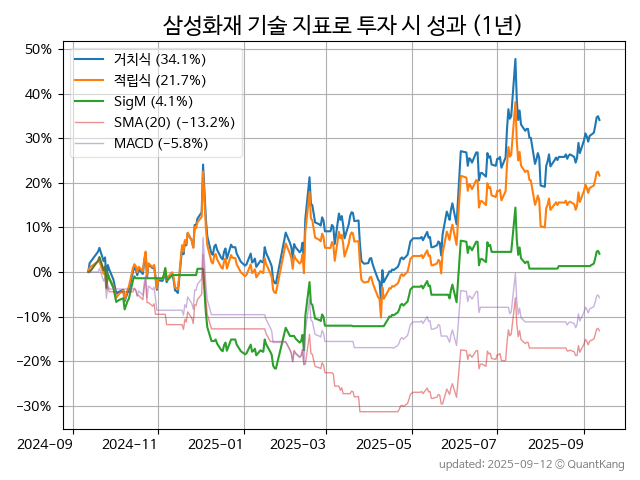 삼성화재 기술 지표로 투자 시 성과 (1년)
50%
40%
30%
20%
10%
0%
−10%
−20%
−30%
거치식 (34.1%)
적립식 (21.7%)
SigM (4.1%)
SMA(20) (−13.2%)
MACD (−5.8%)
2024-09
2024-11
2025-01
2025-03
2025-05
2025-07
2025-09
updated: 2025-09-12 © QuantKang